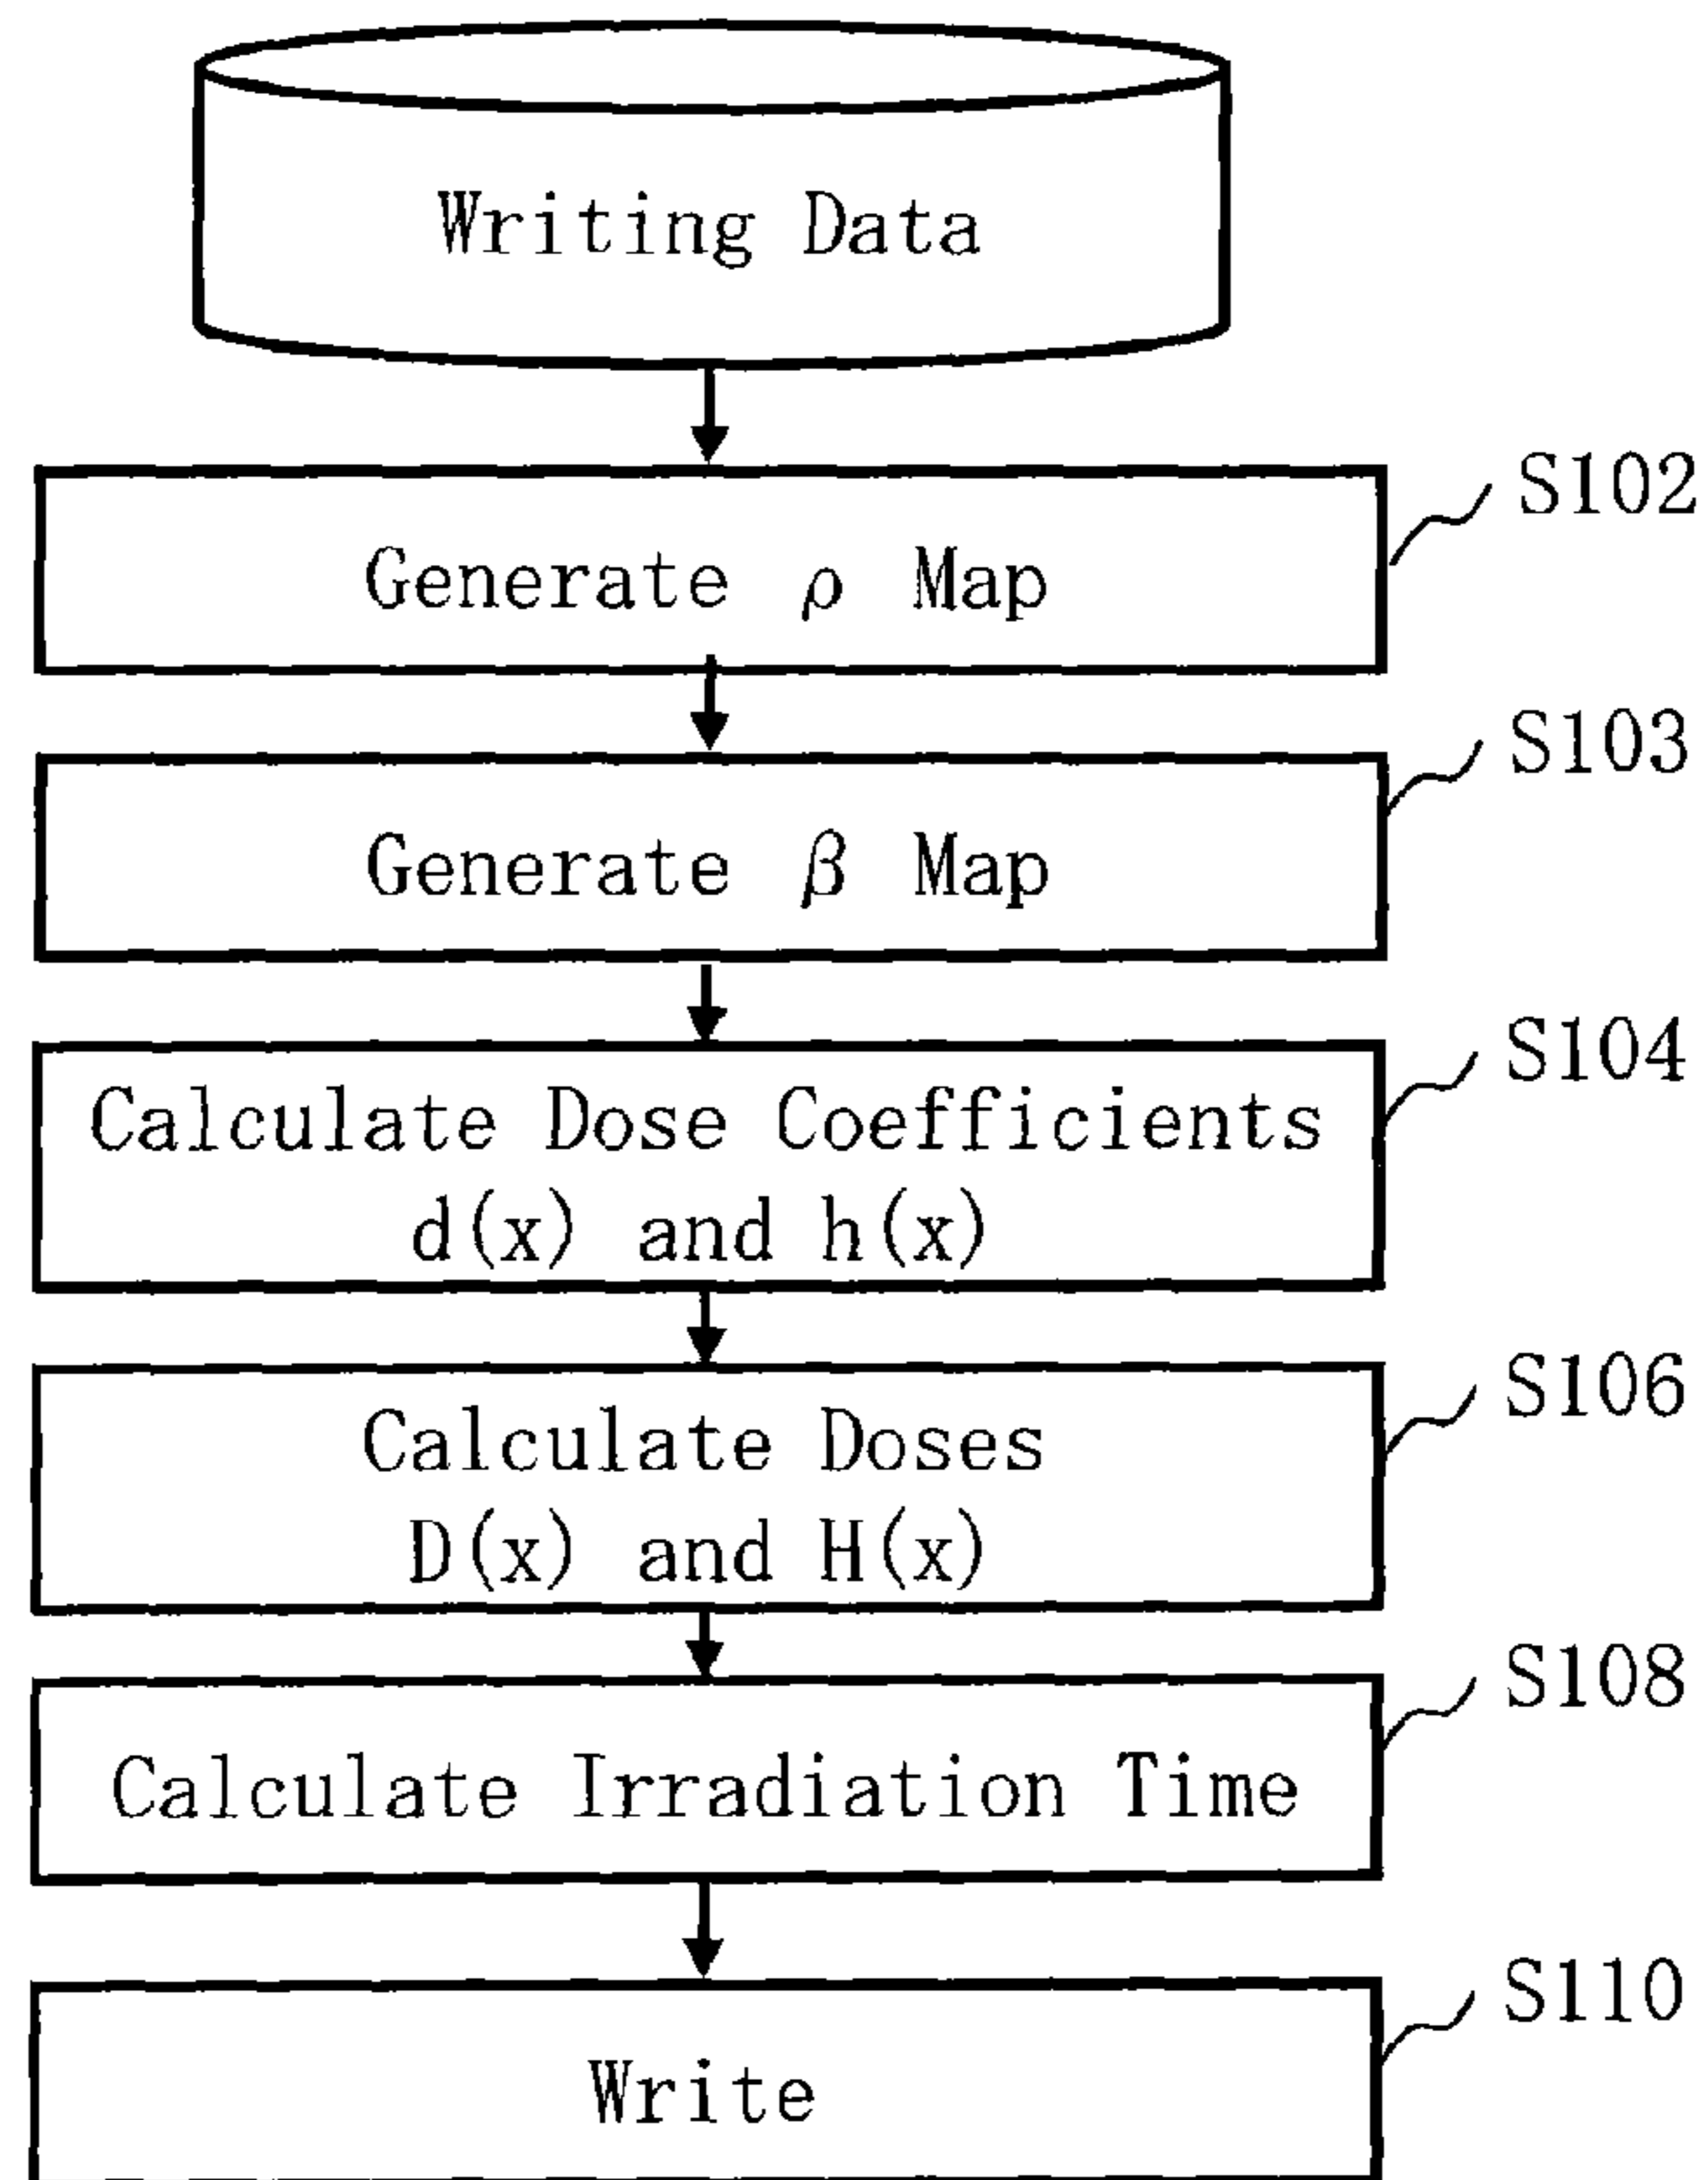 Writing Data
S102
Generate ρ Map
S103
Generate β Map
S104
Calculate Dose Coefficients
d(x) and h(x)
S106
Calculate Doses
D(x) and H(x)
S108
Calculate Irradiation Time
S110
Write